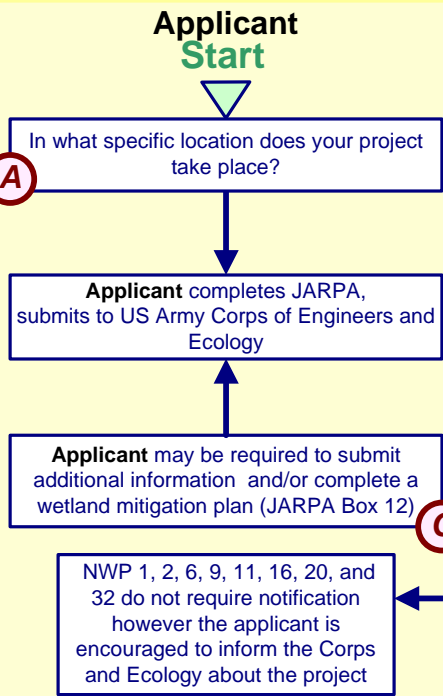 Applicant
Start
In what specific location does your project
take place?
A
Applicant completes JARPA,
submits to US Army Corps of Engineers and
Ecology
Applicant may be required to submit
additional information and/or complete a
wetland mitigation plan (JARPA Box 12)
NWP 1, 2, 6, 9, 11, 16, 20, and
32 do not require notification
however the applicant is
encouraged to inform the Corps
and Ecology about the project